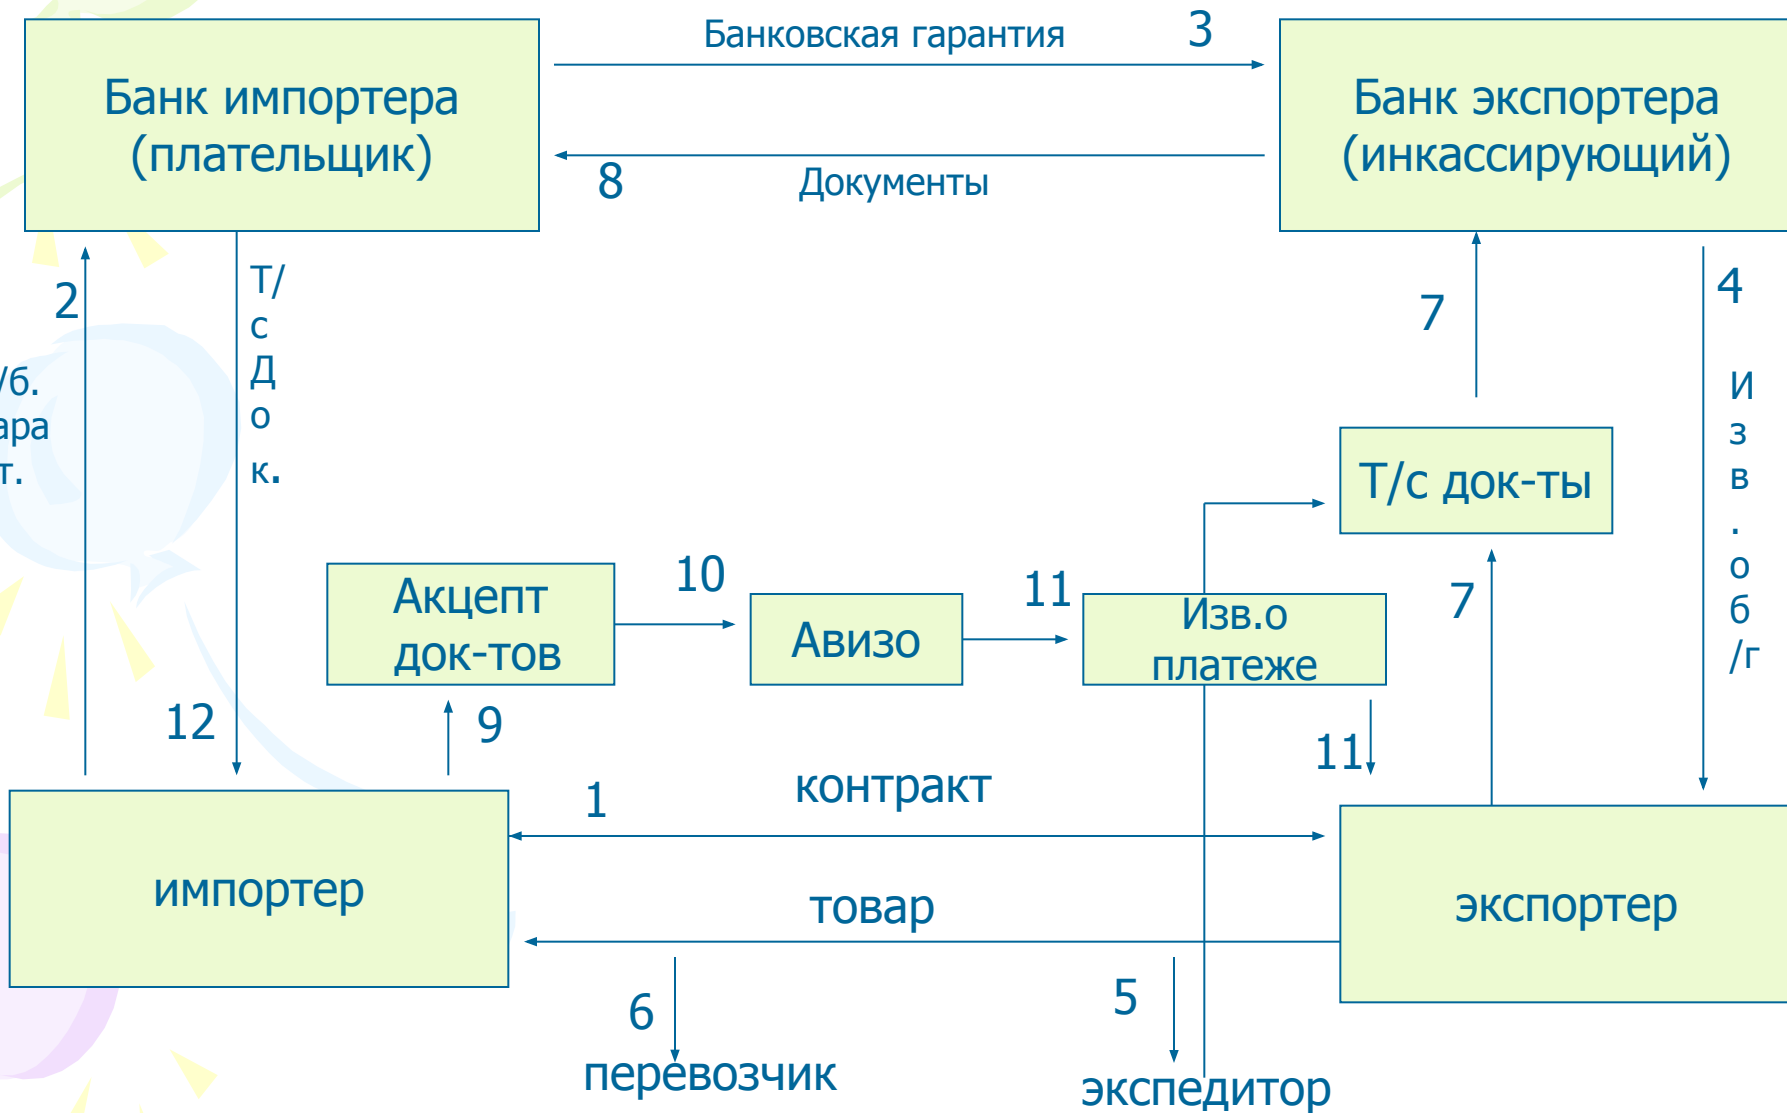 Банковская гарантия
3
Банк импортера
(плательщик)
Банк экспортера
(инкассирующий)
8
Документы
2
Т/
с
Д
о
к.
7
4
/б.
т.
И
з
в
.
о
б
/г
Т/с док-ты
Акцепт
док-тов
10
Авизо
11
Изв.о
платеже
7
12
9
11
1
контракт
импортер
товар
экспортер
6
5
перевозчик
экспедитор